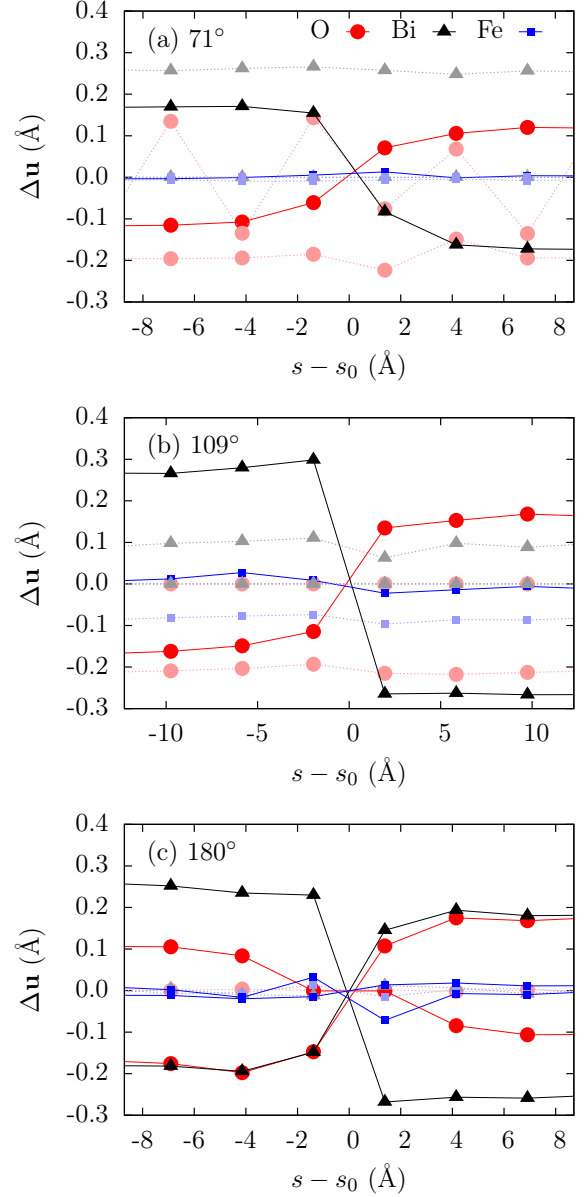 (a) 71° O Bi Fe
0.4
0.3
0.2
0.1
0.0
-0.1
-0.2
-0.3
Δu (Å)
-8 -6 -4 -2 0 2 4 6 8
s − s₀ (Å)
(b) 109°
0.4
0.3
0.2
0.1
0.0
-0.1
-0.2
-0.3
Δu (Å)
-10 -5 0 5 10
s − s₀ (Å)
(c) 180°
0.4
0.3
0.2
0.1
0.0
-0.1
-0.2
-0.3
Δu (Å)
-8 -6 -4 -2 0 2 4 6 8
s − s₀ (Å)